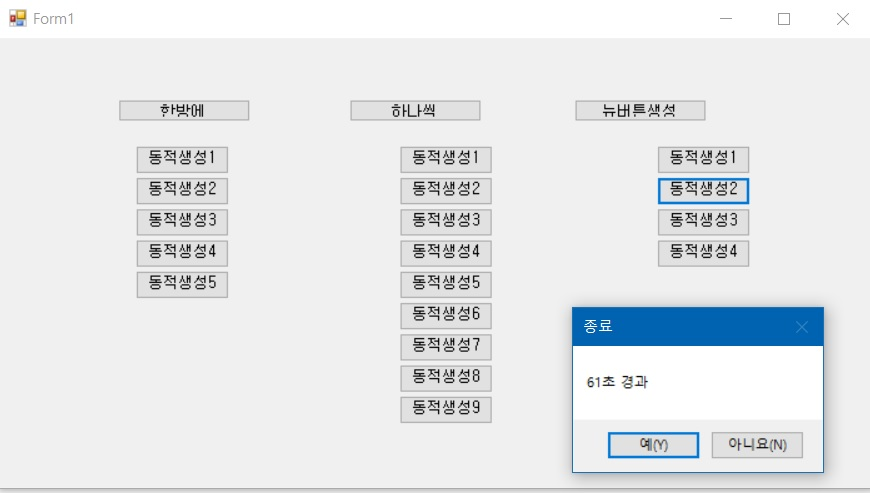 Form1
한방에 하나씩 뉴버튼생성
동적생성1 동적생성1 동적생성1
동적생성2 동적생성2 동적생성2
동적생성3 동적생성3 동적생성3
동적생성4 동적생성4 동적생성4
동적생성5 동적생성5
동적생성6
동적생성7
동적생성8
동적생성9
종료
61초 경과
예(Y) 아니요(N)